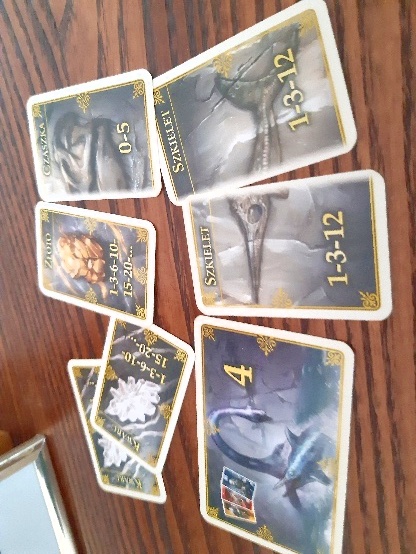 CZASZKA
0-5
SZKIELET
1-3-12
ZŁOTO
1-3-6-10-
15-20-...
SZKIELET
1-3-12
1-3-6-10-
15-20-...
4